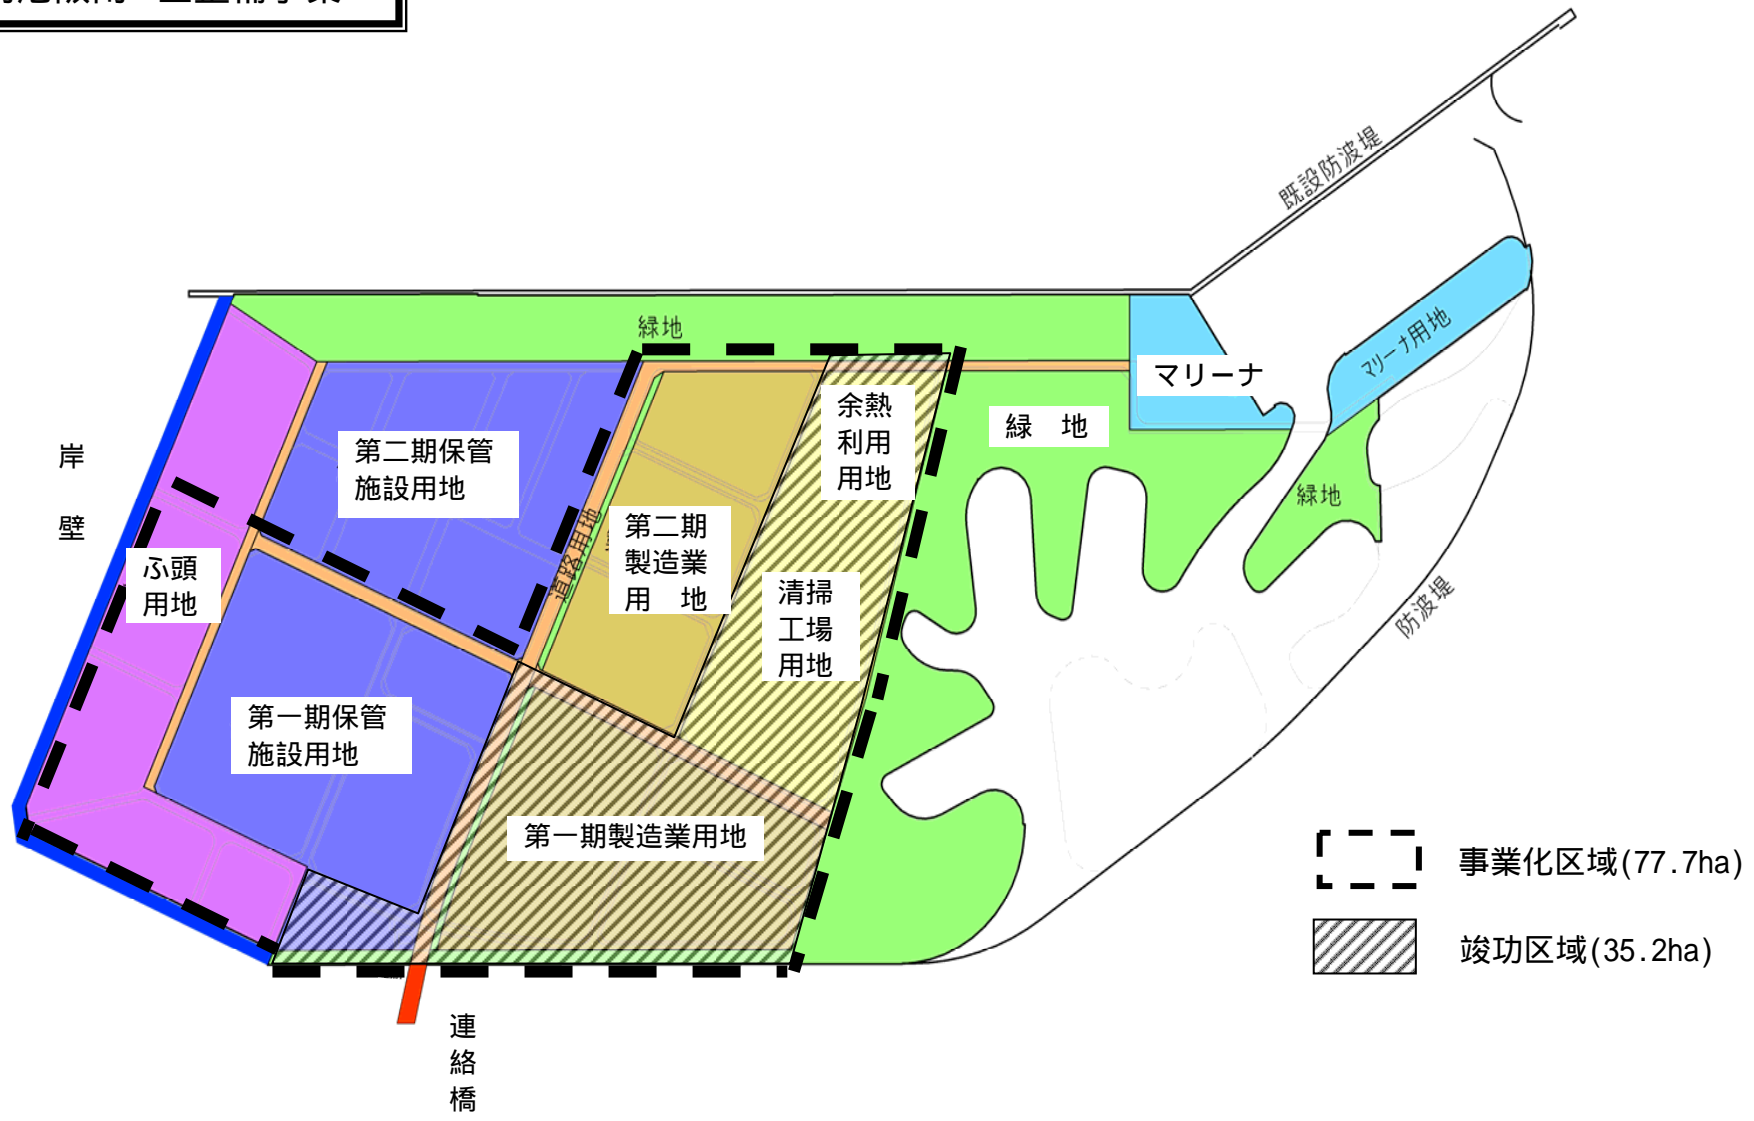 既設防波堤
緑地
マリーナ用地
マリーナ
余熱
利用
用地
緑　地
岸
壁
第二期保管
施設用地
緑地
道路用地
第二期
製造業
用　地
ふ頭
用地
清掃
工場
用地
防波堤
第一期保管
施設用地
第一期製造業用地
事業化区域(77.7ha)
竣功区域(35.2ha)
連
絡
橋